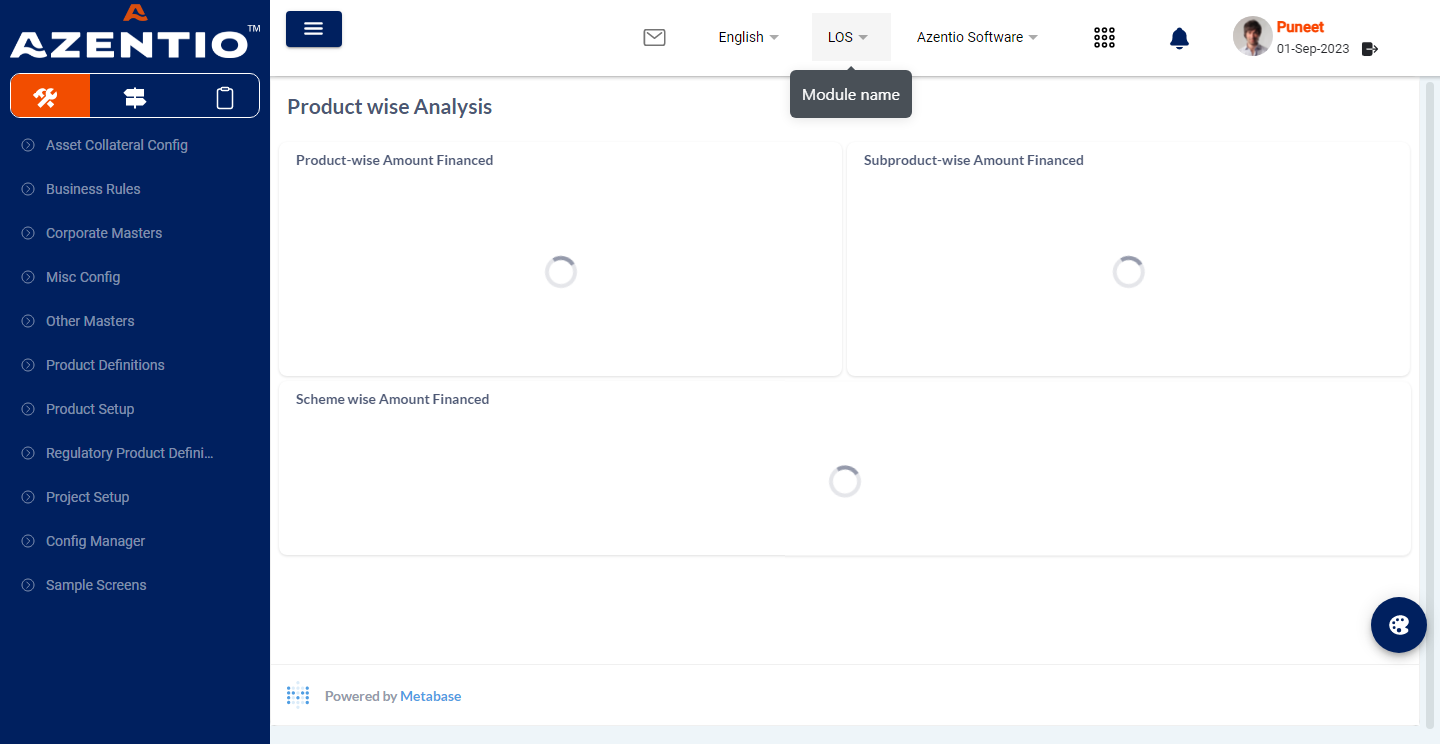 AZENTIO™
English
LOS
Azentio Software
Puneet
01-Sep-2023
Module name
Asset Collateral Config
Business Rules
Corporate Masters
Misc Config
Other Masters
Product Definitions
Product Setup
Regulatory Product Defini...
Project Setup
Config Manager
Sample Screens
Product wise Analysis
Product-wise Amount Financed
Subproduct-wise Amount Financed
Scheme wise Amount Financed
Powered by Metabase